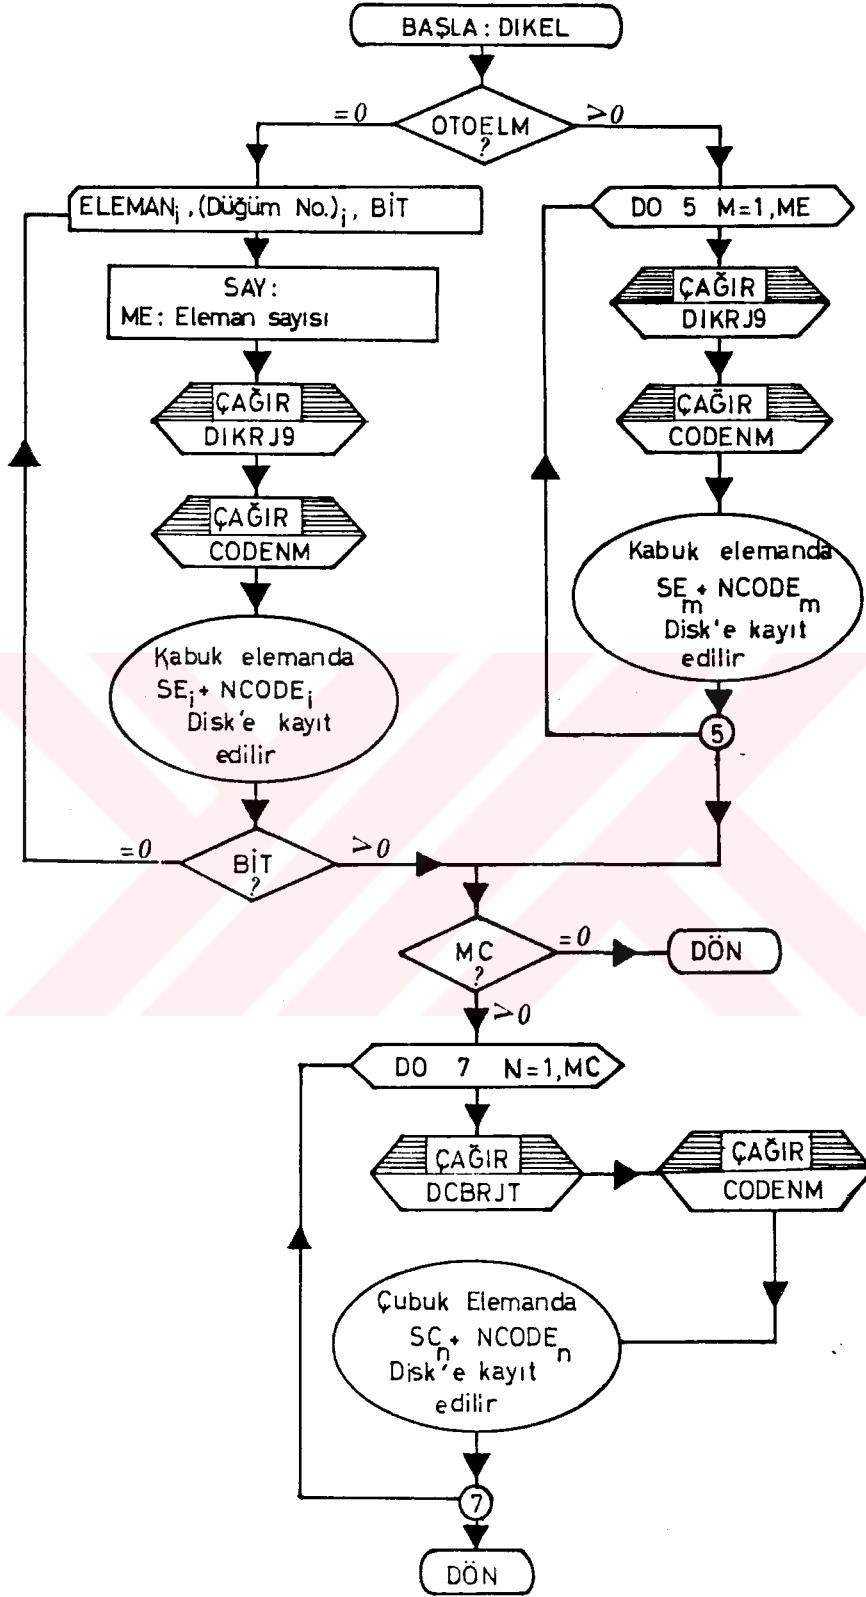 BAŞLA: DIKEL
=0
OTOELM
?
>0
ELEMANi, (Düğüm No.)i, BİT
SAY:
ME: Eleman sayısı
ÇAĞIR
DIKRJ9
ÇAĞIR
CODENM
Kabuk elemanda
SEi+ NCODEi
Disk'e kayıt
edilir
=0
BİT
?
>0
DO 5 M=1,ME
ÇAĞIR
DIKRJ9
ÇAĞIR
CODENM
Kabuk elemanda
SEm+ NCODEm
Disk'e kayıt
edilir
5
MC
?
=0
DÖN
>0
DO 7 N=1,MC
ÇAĞIR
DCBRJT
ÇAĞIR
CODENM
Çubuk Elemanda
SCn+ NCODEn
Disk'e kayıt
edilir
7
DÖN